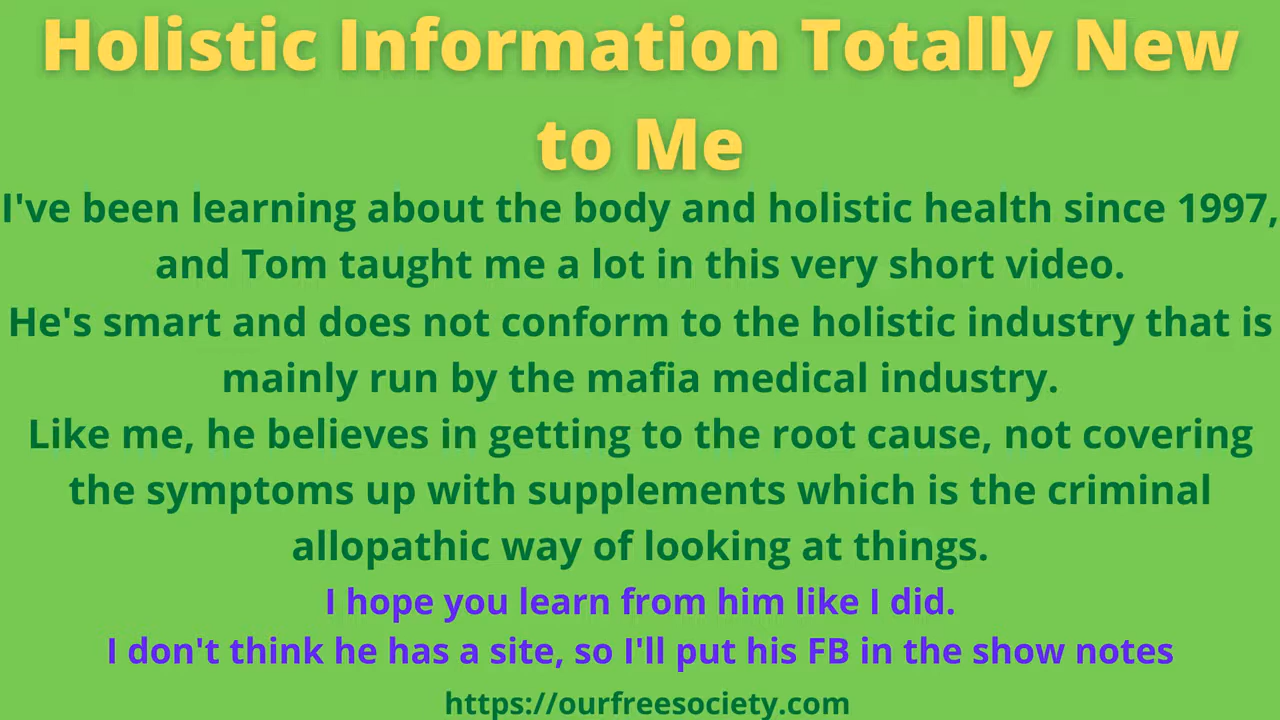 Holistic Information Totally New
to Me
I've been learning about the body and holistic health since 1997,
and Tom taught me a lot in this very short video.
He's smart and does not conform to the holistic industry that is
mainly run by the mafia medical industry.
Like me, he believes in getting to the root cause, not covering
the symptoms up with supplements which is the criminal
allopathic way of looking at things.
I hope you learn from him like I did.
I don't think he has a site, so I'll put his FB in the show notes
https://ourfreesociety.com